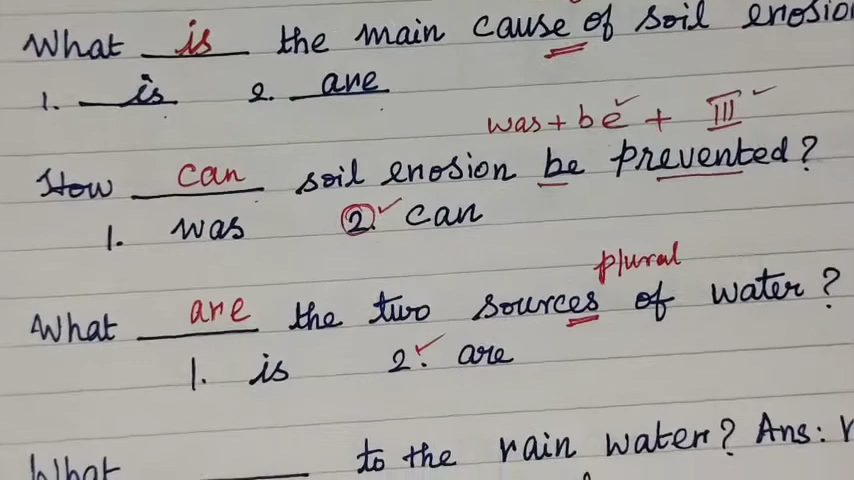 What is the main cause of soil erosion
1. is 2. are
was + be + III
How can soil erosion be prevented?
1. was 2. can
plural
What are the two sources of water?
1. is 2. are
What ______ to the rain water? Ans: